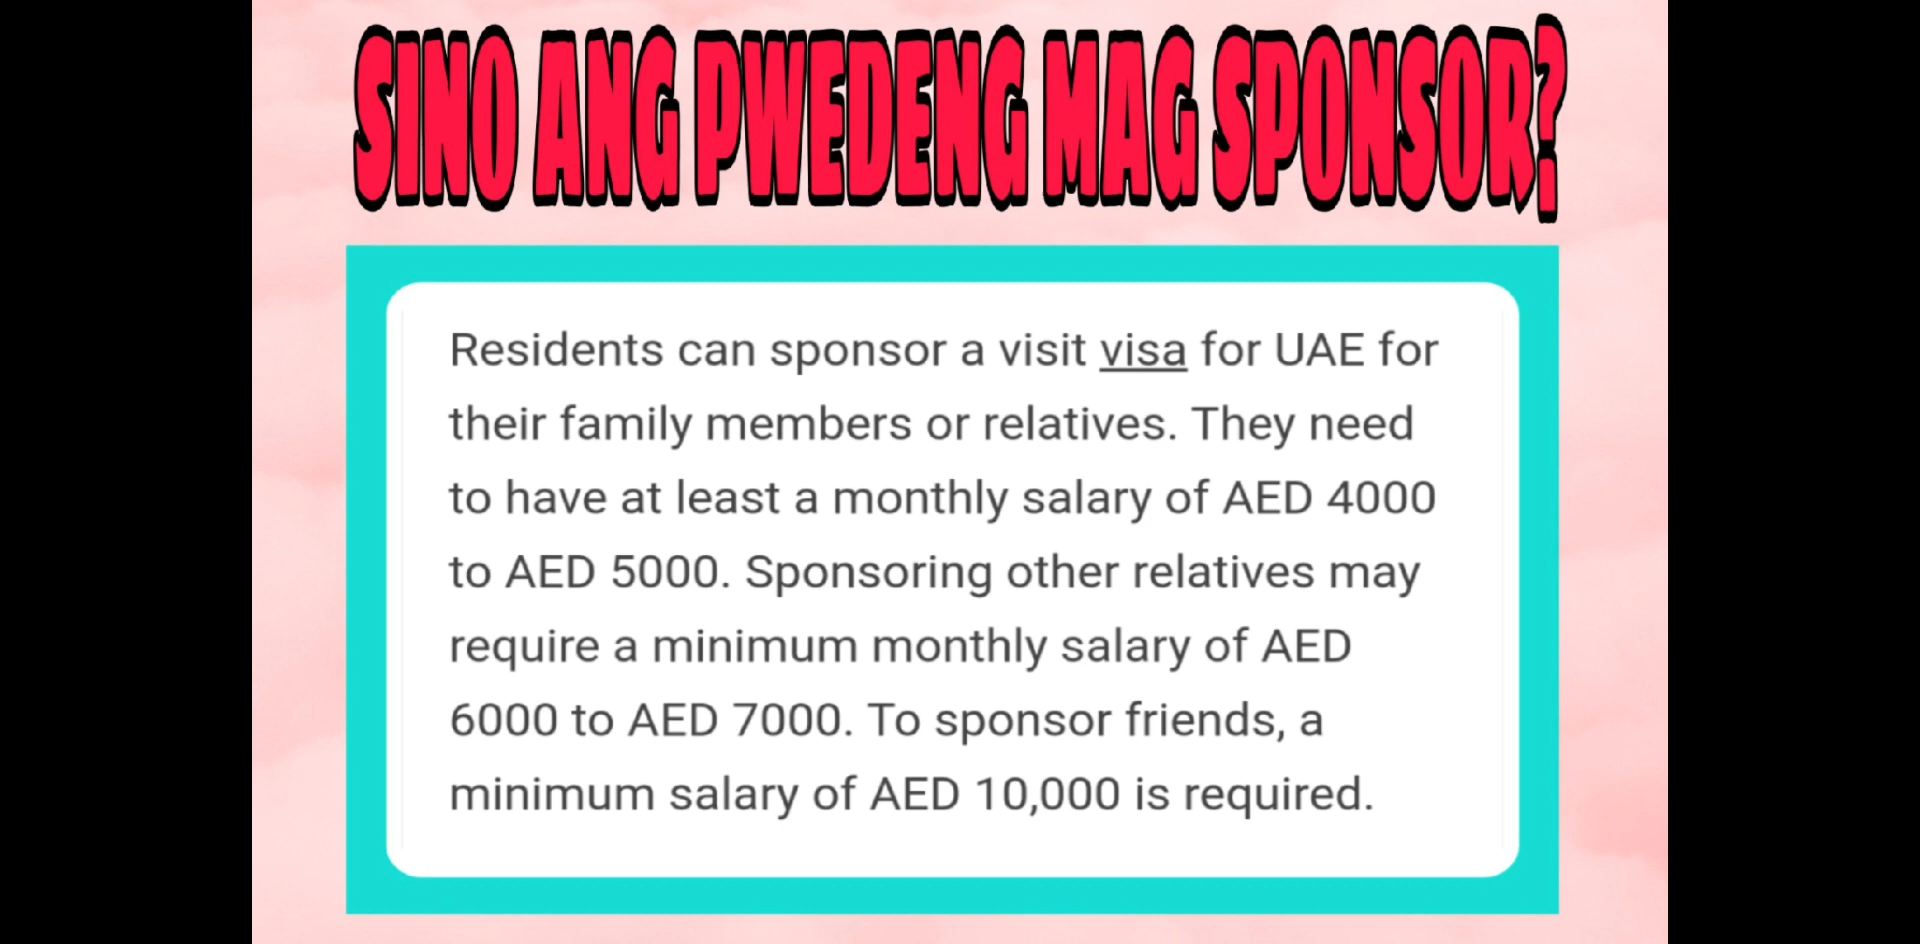 SINO ANG PWEDENG MAG SPONSOR?
Residents can sponsor a visit visa for UAE for
their family members or relatives. They need
to have at least a monthly salary of AED 4000
to AED 5000. Sponsoring other relatives may
require a minimum monthly salary of AED
6000 to AED 7000. To sponsor friends, a
minimum salary of AED 10,000 is required.